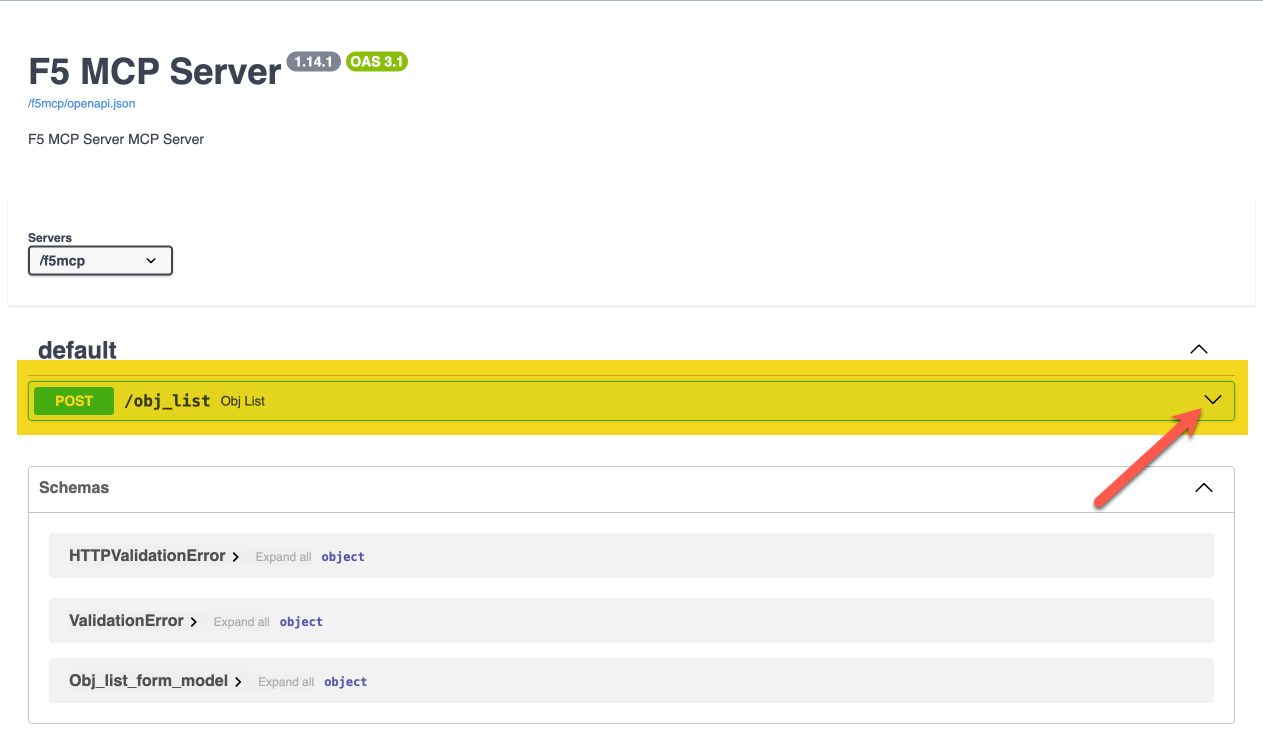 F5 MCP Server 1.14.1 OAS 3.1
/f5mcp/openapi.json
F5 MCP Server MCP Server
Servers
/f5mcp
default
POST /obj_list Obj List
Schemas
HTTPValidationError Expand all object
ValidationError Expand all object
Obj_list_form_model Expand all object